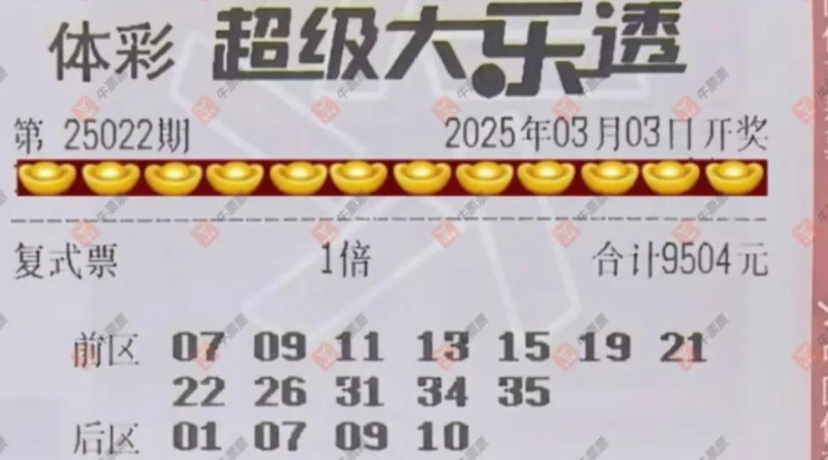 体彩 超级大乐透
第 25022期 2025年03月03日开奖
复式票 1倍 合计9504元
前区 07 09 11 13 15 19 21
22 26 31 34 35
后区 01 07 09 10
牛票票